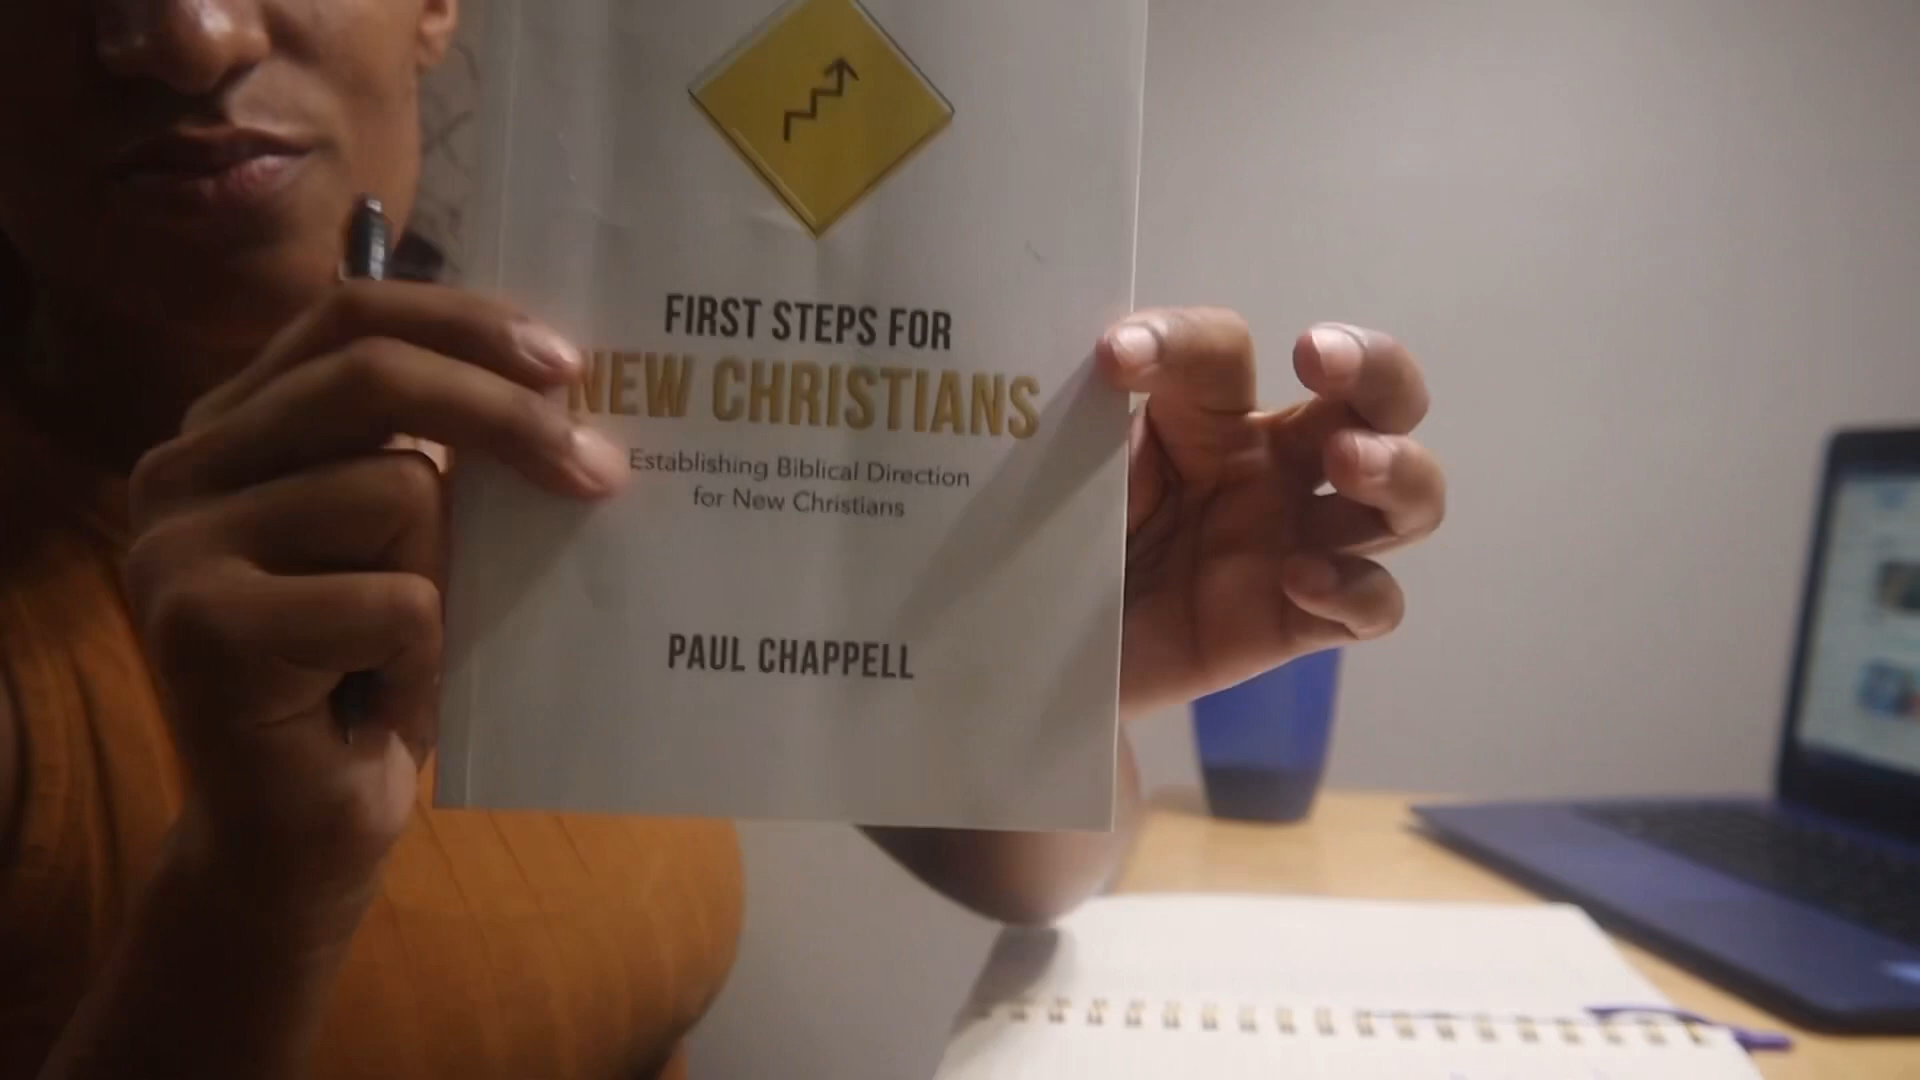 FIRST STEPS FOR
NEW CHRISTIANS
Establishing Biblical Direction
for New Christians
PAUL CHAPPELL